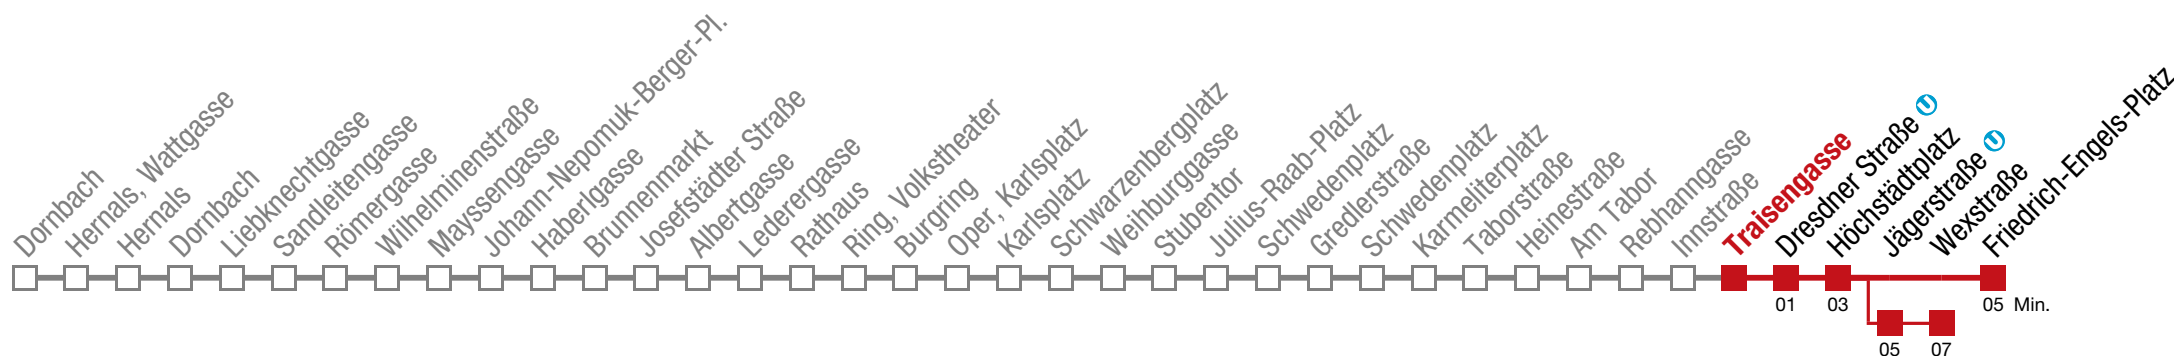 Dornbach
Hernals, Wattgasse
Hernals
Dornbach
Liebknechtgasse
Sandleitengasse
Römergasse
Wilhelminenstraße
Mayssengasse
Johann-Nepomuk-Berger-Pl.
Haberlgasse
Brunnenmarkt
Josefstädter Straße
Albertgasse
Lederergasse
Rathaus
Ring, Volkstheater
Burgring
Oper, Karlsplatz
Karlsplatz
Schwarzenbergplatz
Weihburggasse
Stubentor
Julius-Raab-Platz
Schwedenplatz
Gredlerstraße
Schwedenplatz
Karmeliterplatz
Taborstraße
Heinestraße
Am Tabor
Rebhanngasse
Innstraße
Traisengasse
Dresdner Straße U
Höchstädtplatz
Jägerstraße U
Wexstraße
Friedrich-Engels-Platz
01 03 05 Min.
05 07